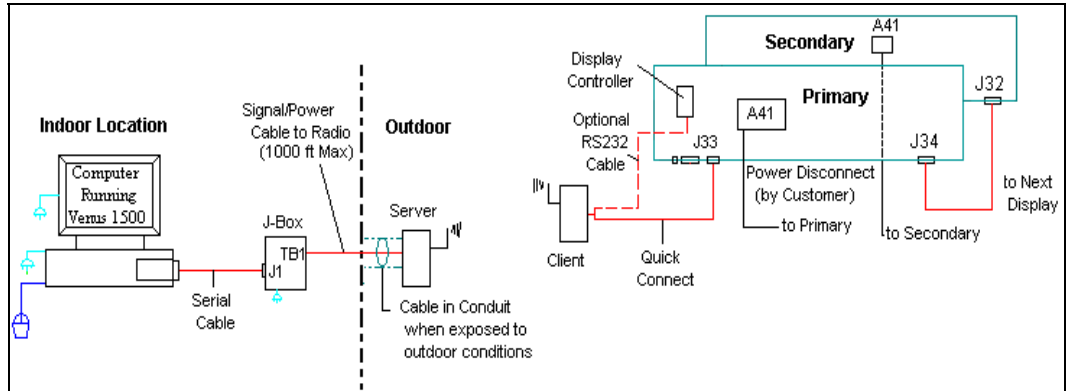 Indoor Location
Computer
Running
Venus 1500
Serial
Cable
J-Box
TB1
J1
Signal/Power
Cable to Radio
(1000 ft Max)
Outdoor
Server
Cable in Conduit
when exposed to
outdoor conditions
Client
Quick
Connect
Optional
RS232
Cable
Display
Controller
Secondary
A41
Primary
A41
J33
J34
J32
Power Disconnect
(by Customer)
to Primary
to Secondary
to Next
Display